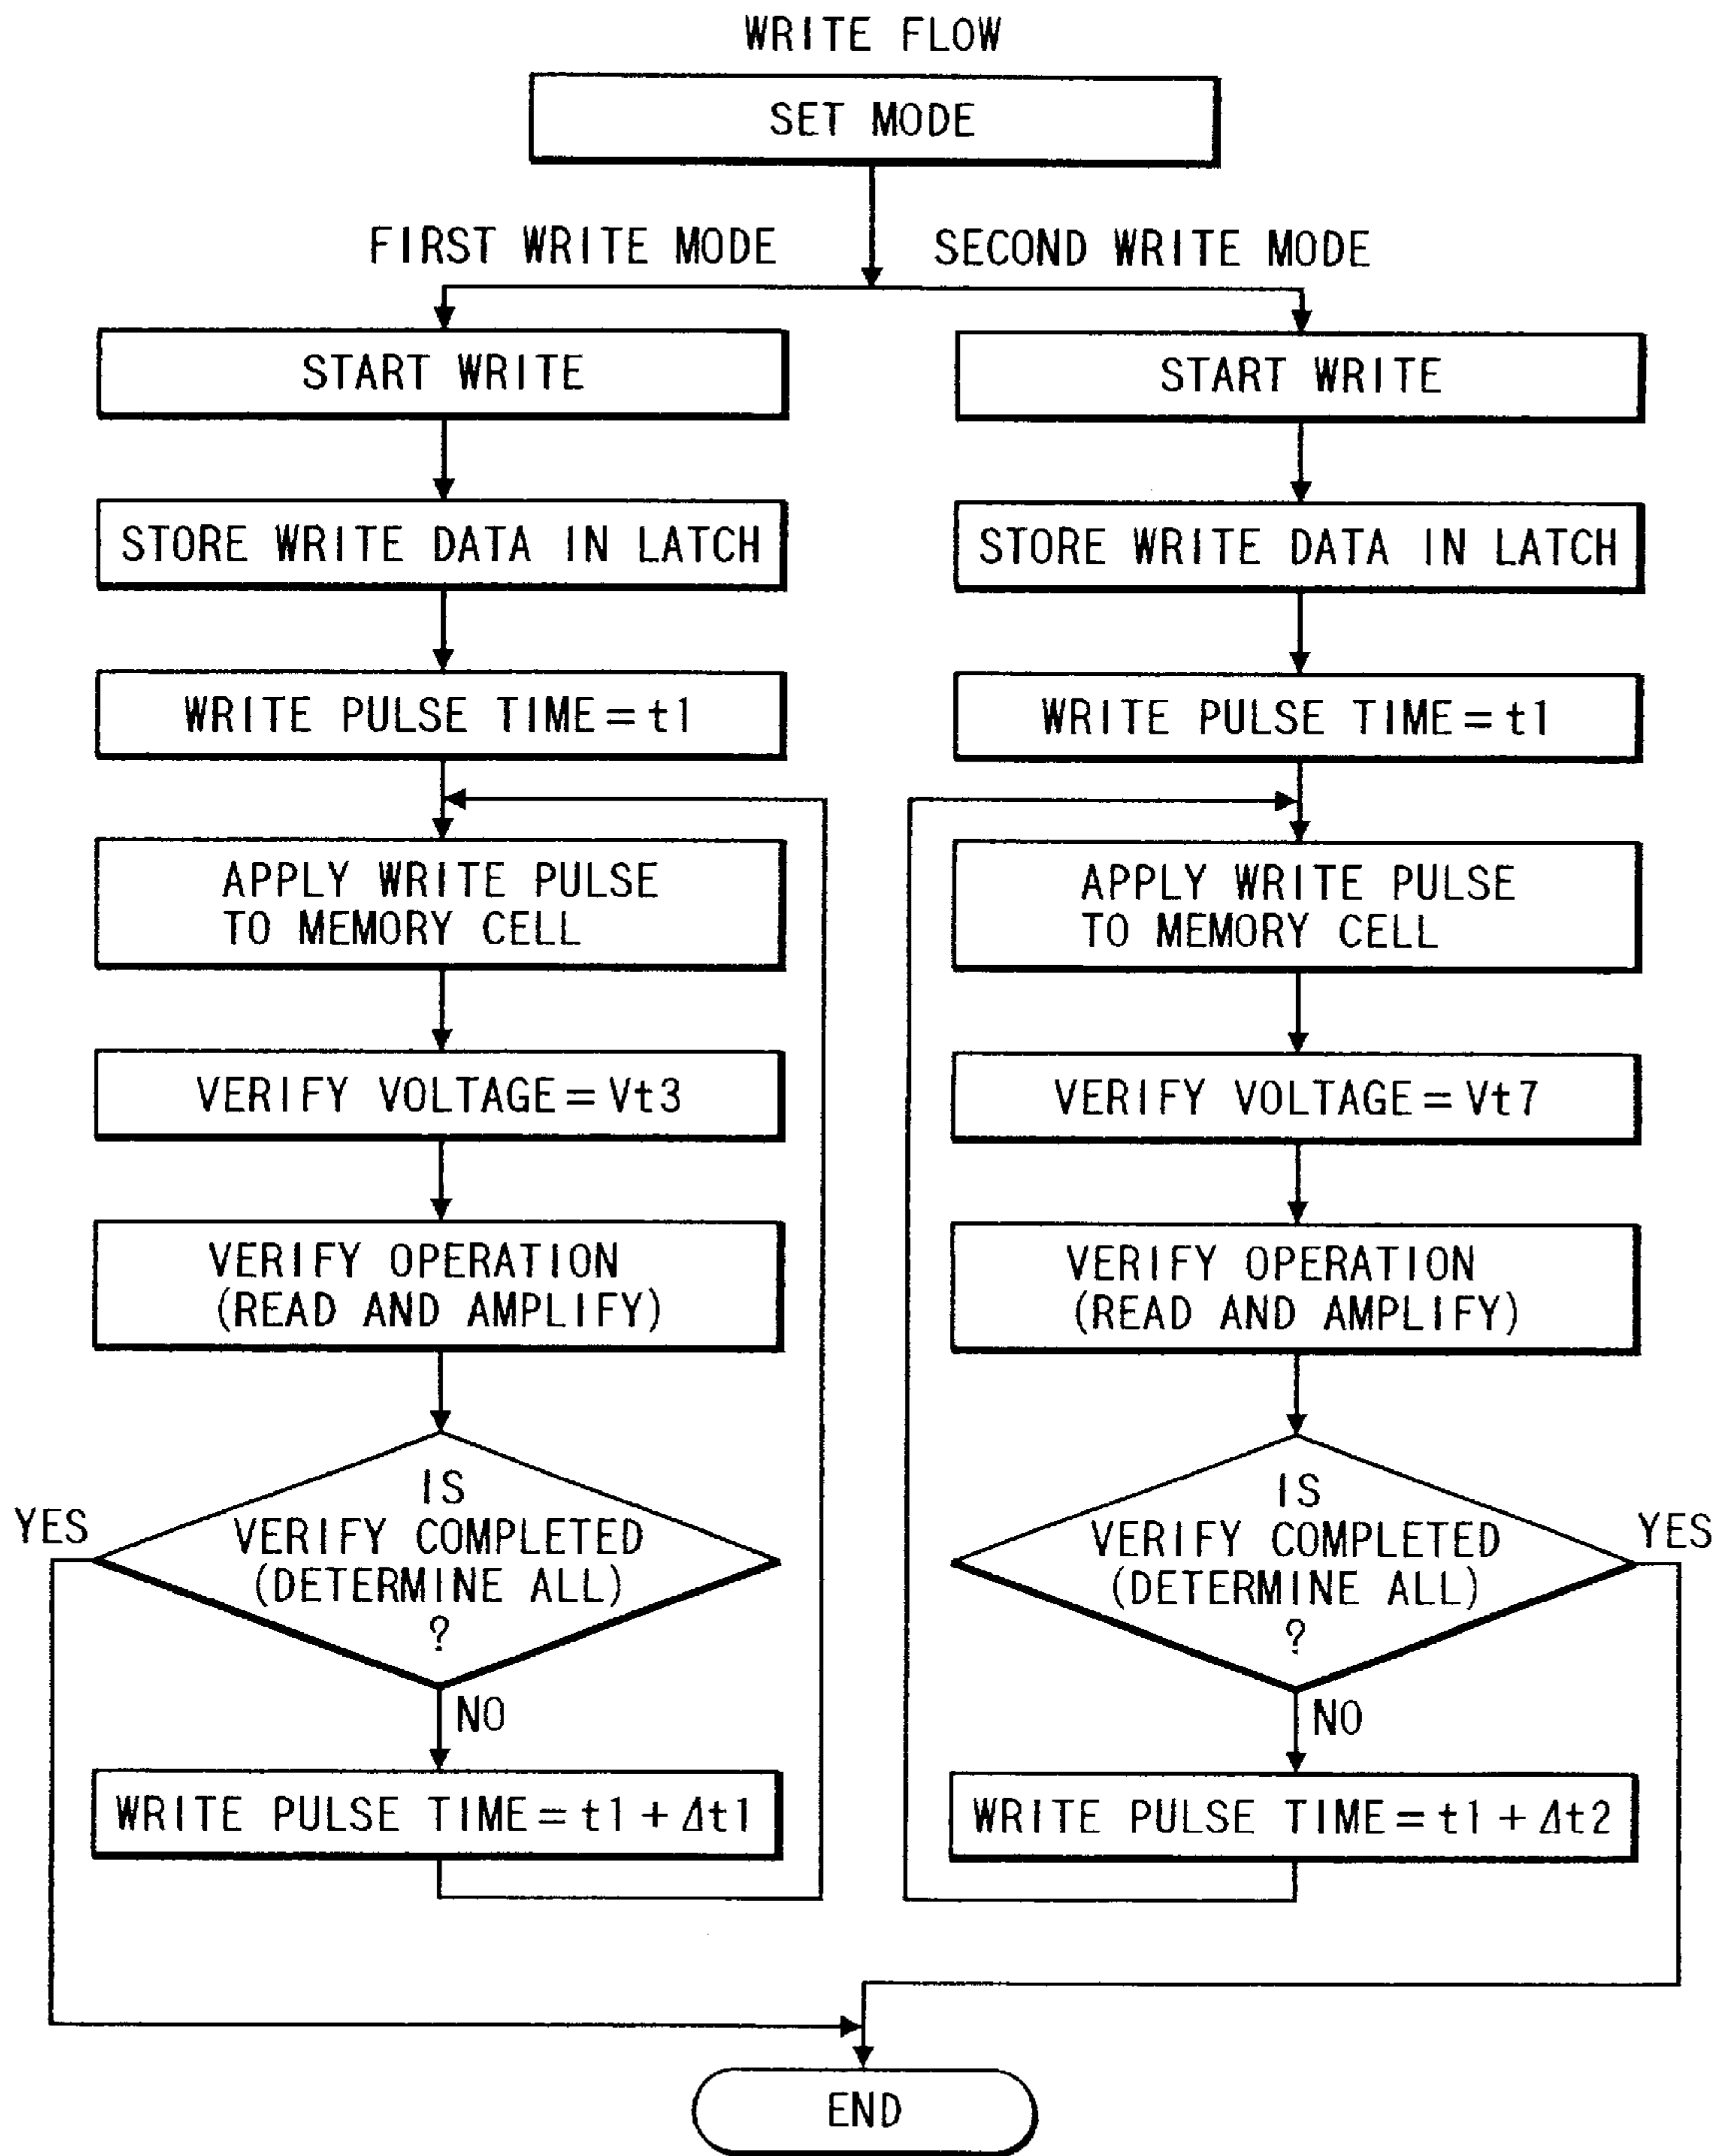 WRITE FLOW
SET MODE
FIRST WRITE MODE
SECOND WRITE MODE
START WRITE
STORE WRITE DATA IN LATCH
WRITE PULSE TIME=t1
APPLY WRITE PULSE
TO MEMORY CELL
VERIFY VOLTAGE=Vt3
VERIFY OPERATION
(READ AND AMPLIFY)
IS
VERIFY COMPLETED
(DETERMINE ALL)
?
YES
NO
WRITE PULSE TIME=t1+Δt1
START WRITE
STORE WRITE DATA IN LATCH
WRITE PULSE TIME=t1
APPLY WRITE PULSE
TO MEMORY CELL
VERIFY VOLTAGE=Vt7
VERIFY OPERATION
(READ AND AMPLIFY)
IS
VERIFY COMPLETED
(DETERMINE ALL)
?
YES
NO
WRITE PULSE TIME=t1+Δt2
END